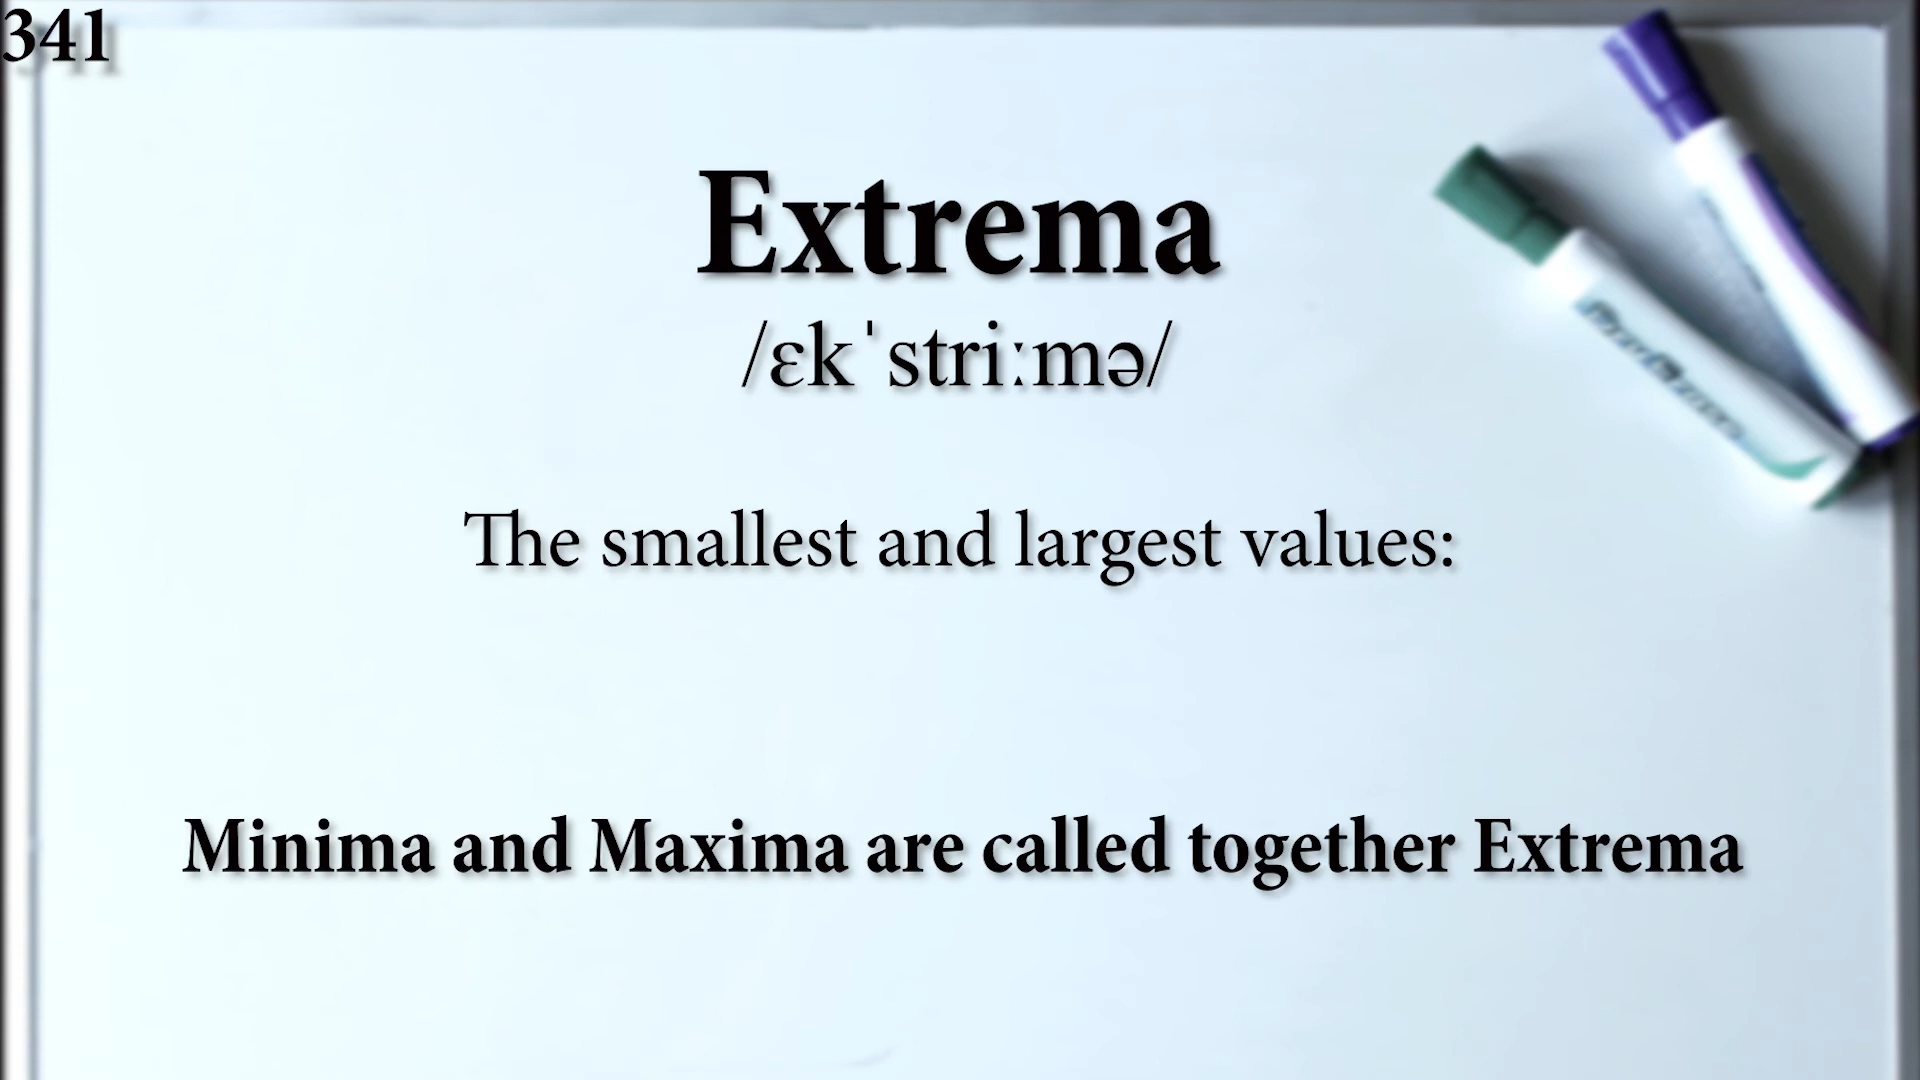 341
Extrema
/ɛkˈstriːmə/
The smallest and largest values:
Minima and Maxima are called together Extrema